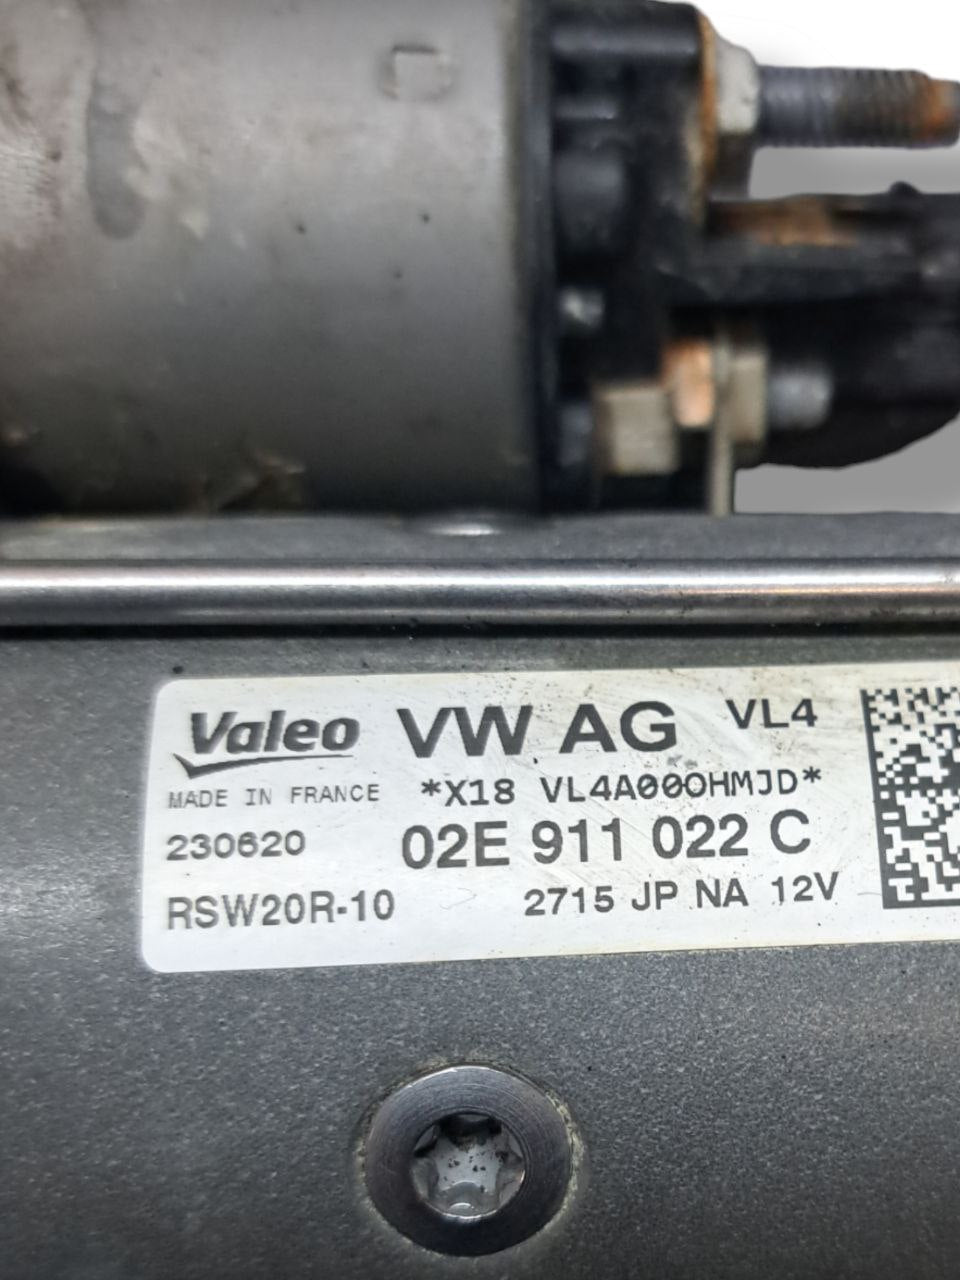 Valeo VW AG VL4
MADE IN FRANCE *X18 VL4A000HMJD*
230620 02E 911 022 C
RSW20R-10 2715 JP NA 12V